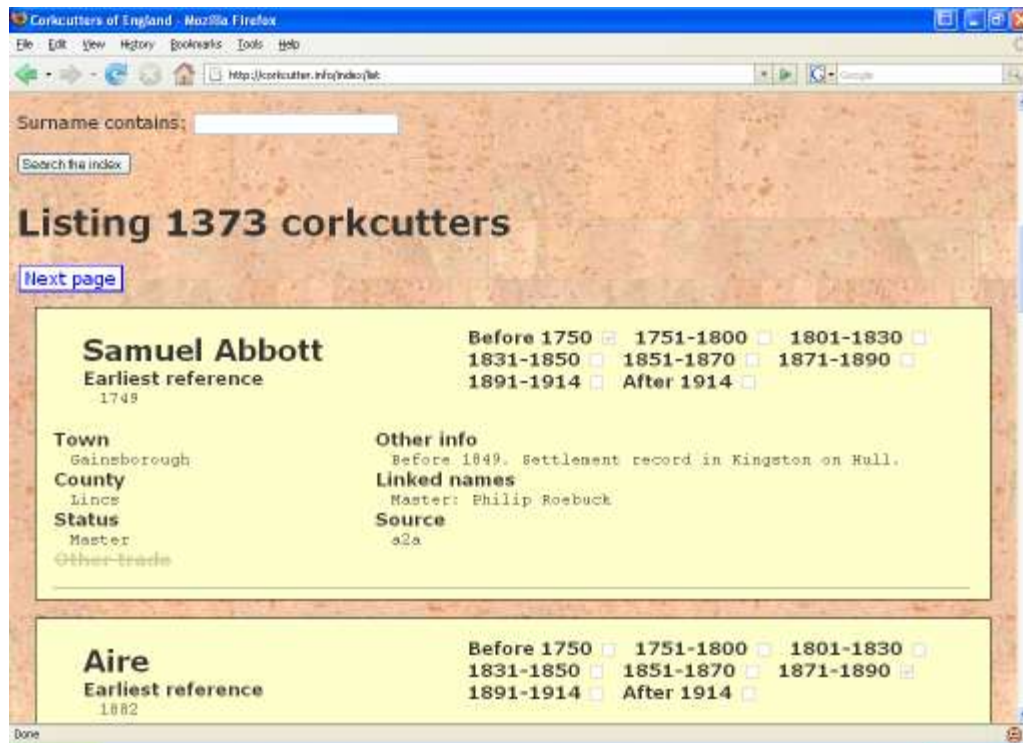 Corkcutters of England - Mozilla Firefox
File Edit View History Bookmarks Tools Help
http://corkcutter.info/index/list
Google
Surname contains:
Search the index
Listing 1373 corkcutters
Next page
Samuel Abbott
Earliest reference
1749
Before 1750 1751-1800 1801-1830
1831-1850 1851-1870 1871-1890
1891-1914 After 1914
Town
Gainsborough
County
Lincs
Status
Master
Other trade
Other info
Before 1849. Settlement record in Kingston on Hull.
Linked names
Master: Philip Roebuck
Source
a2a
Aire
Earliest reference
1882
Before 1750 1751-1800 1801-1830
1831-1850 1851-1870 1871-1890
1891-1914 After 1914
Done